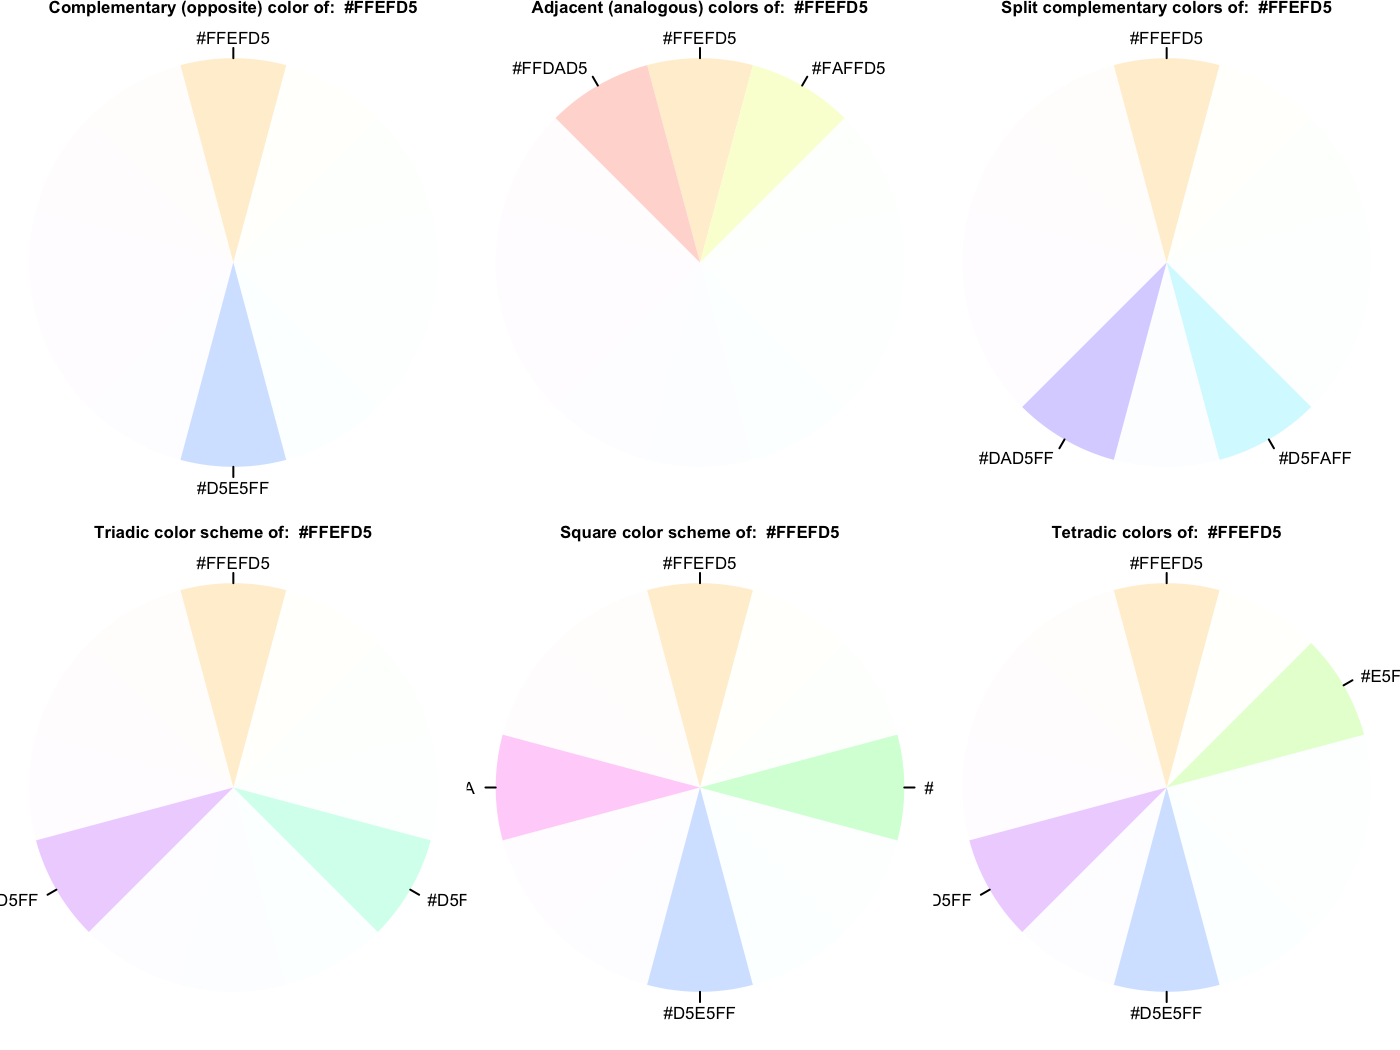 Complementary (opposite) color of:  #FFEFD5
#FFEFD5
#D5E5FF
Adjacent (analogous) colors of:  #FFEFD5
#FFEFD5
#FFDAD5
#FAFFD5
Split complementary colors of:  #FFEFD5
#FFEFD5
#DAD5FF
#D5FAFF
Triadic color scheme of:  #FFEFD5
#FFEFD5
D5FF
#D5F
Square color scheme of:  #FFEFD5
#FFEFD5
A
#
#D5E5FF
Tetradic colors of:  #FFEFD5
#FFEFD5
#E5F
D5FF
#D5E5FF